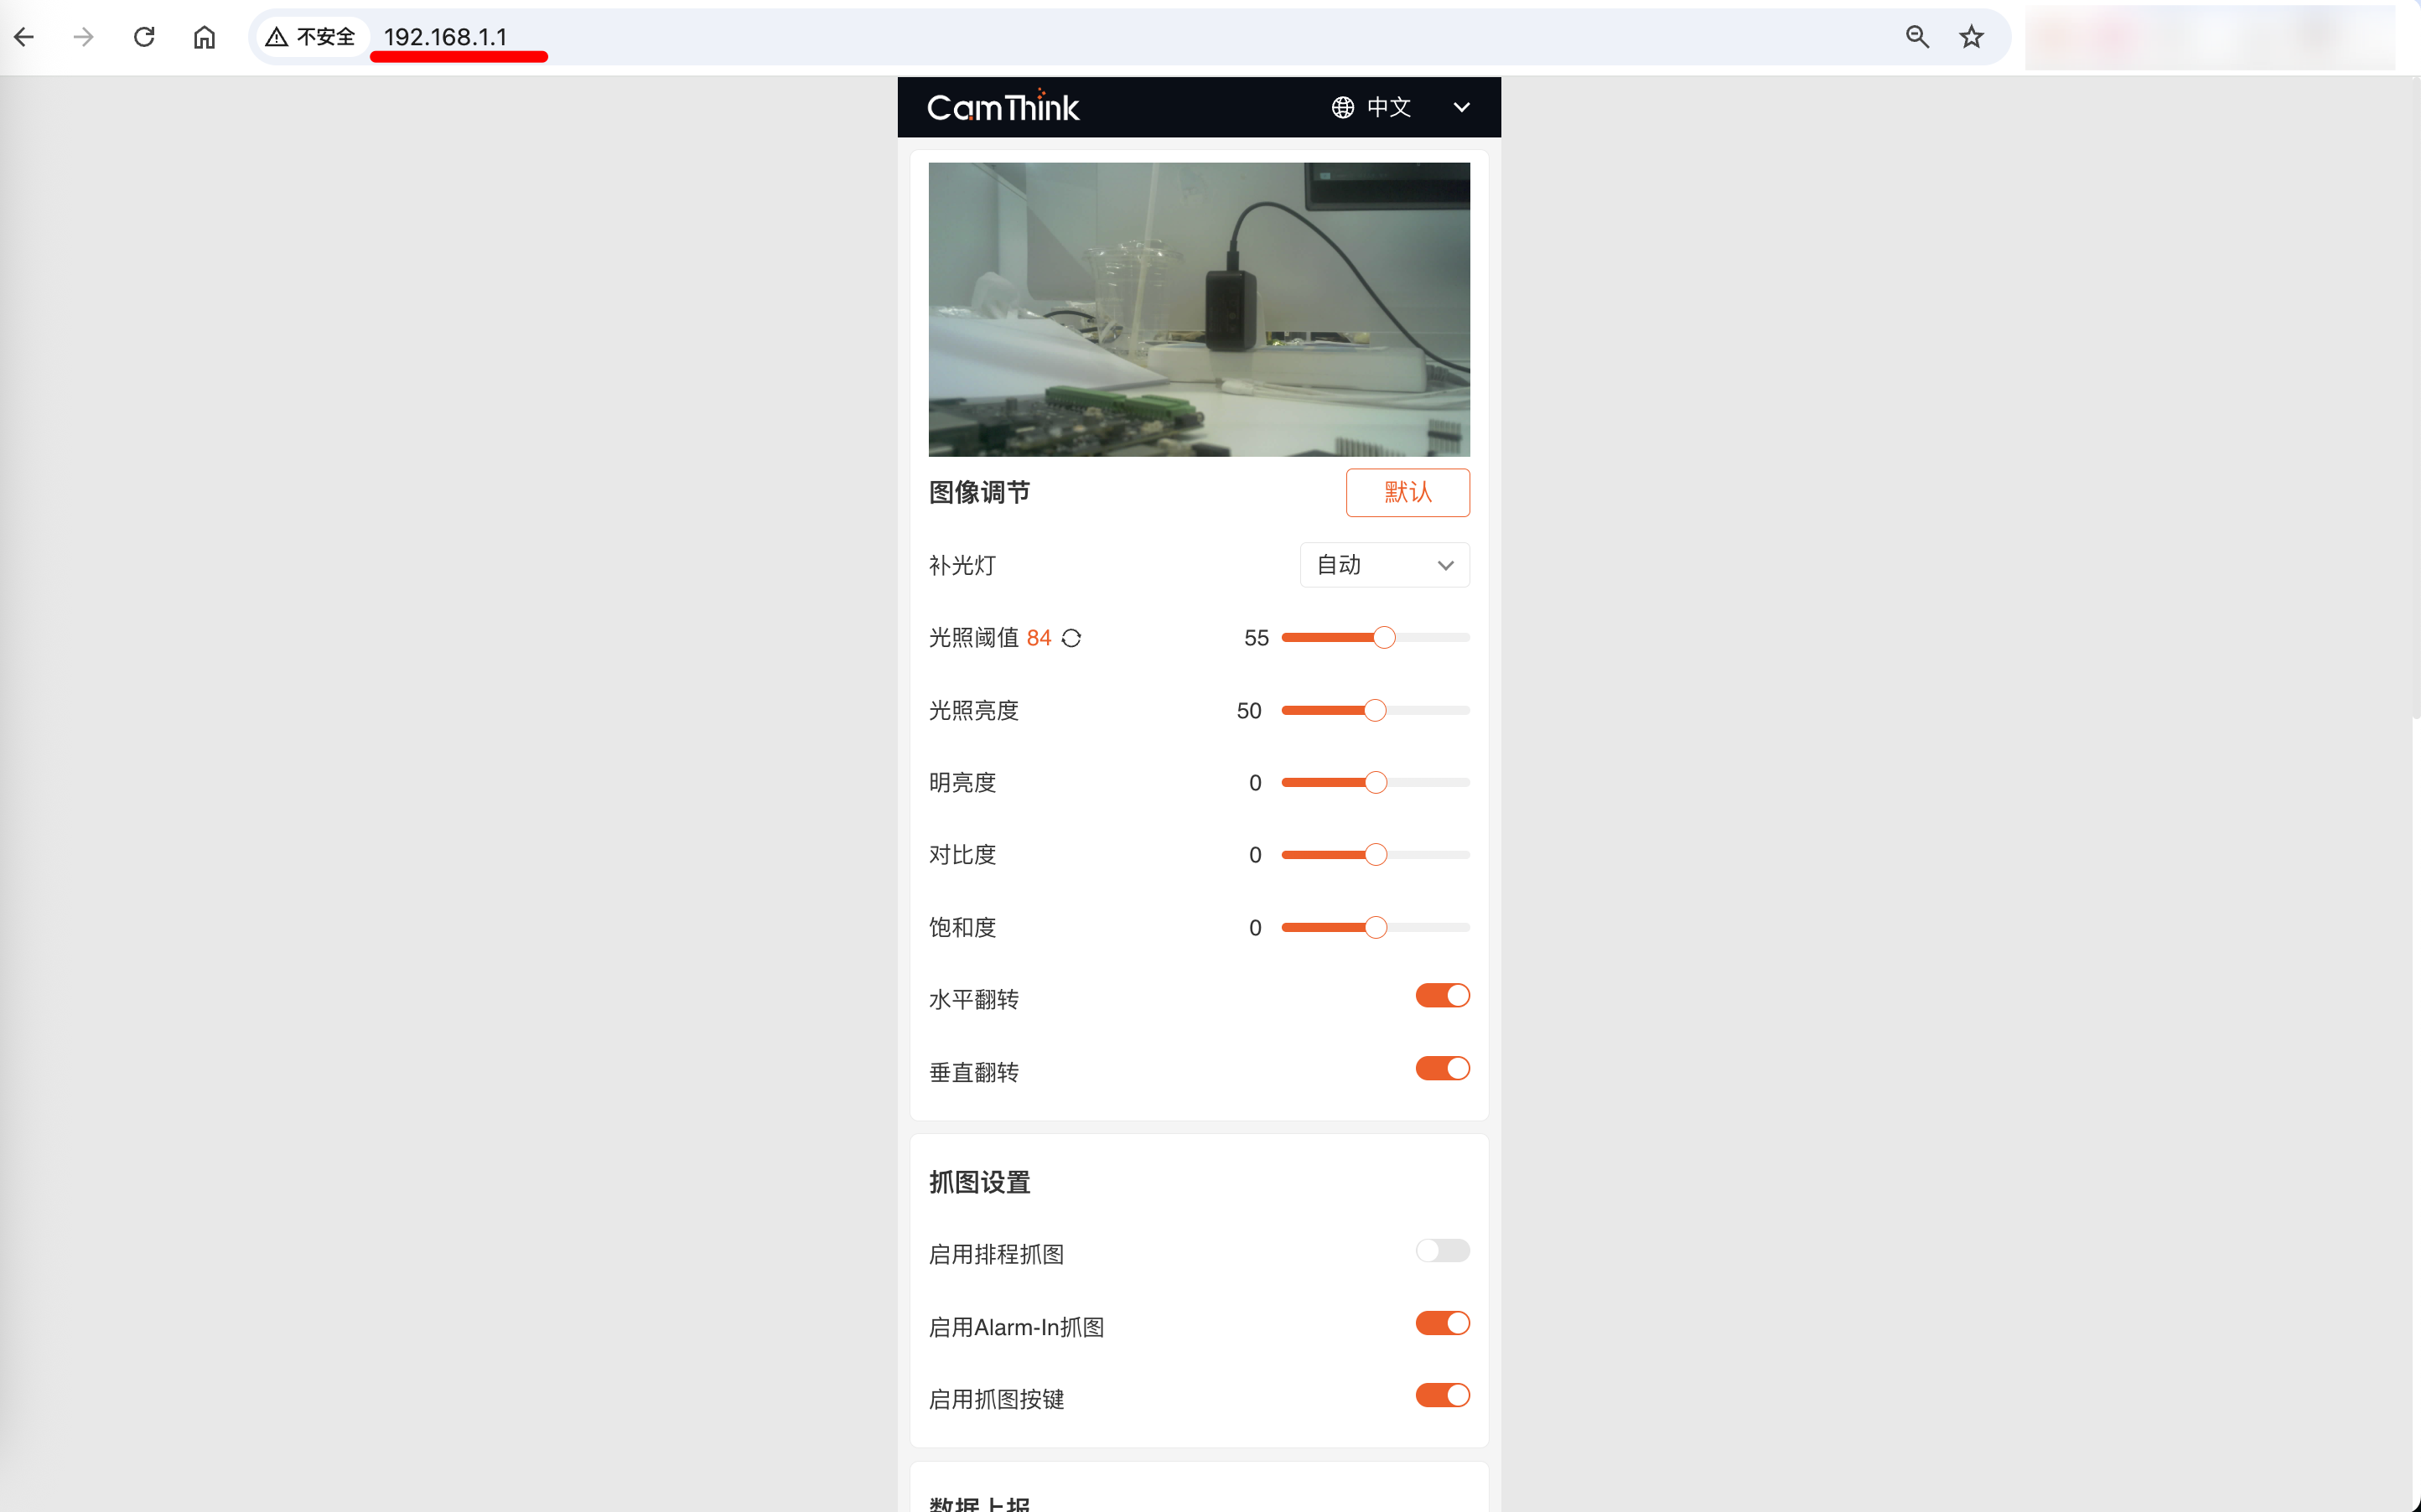 不安全 192.168.1.1
CamThink 中文
图像调节 默认
补光灯 自动
光照阈值 84 55
光照亮度 50
明亮度 0
对比度 0
饱和度 0
水平翻转
垂直翻转
抓图设置
启用排程抓图
启用Alarm-In抓图
启用抓图按键
数据上报